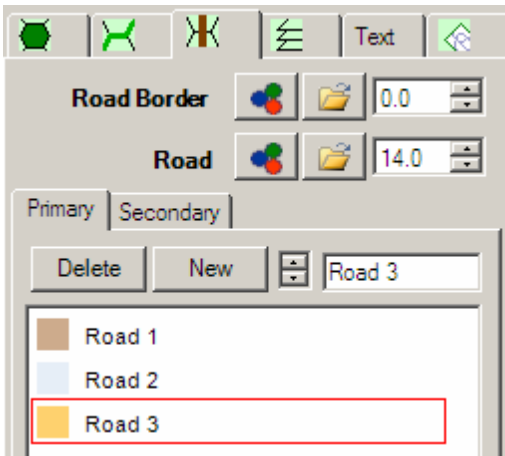 Text
Road Border 0.0
Road 14.0
Primary Secondary
Delete New Road 3
Road 1
Road 2
Road 3